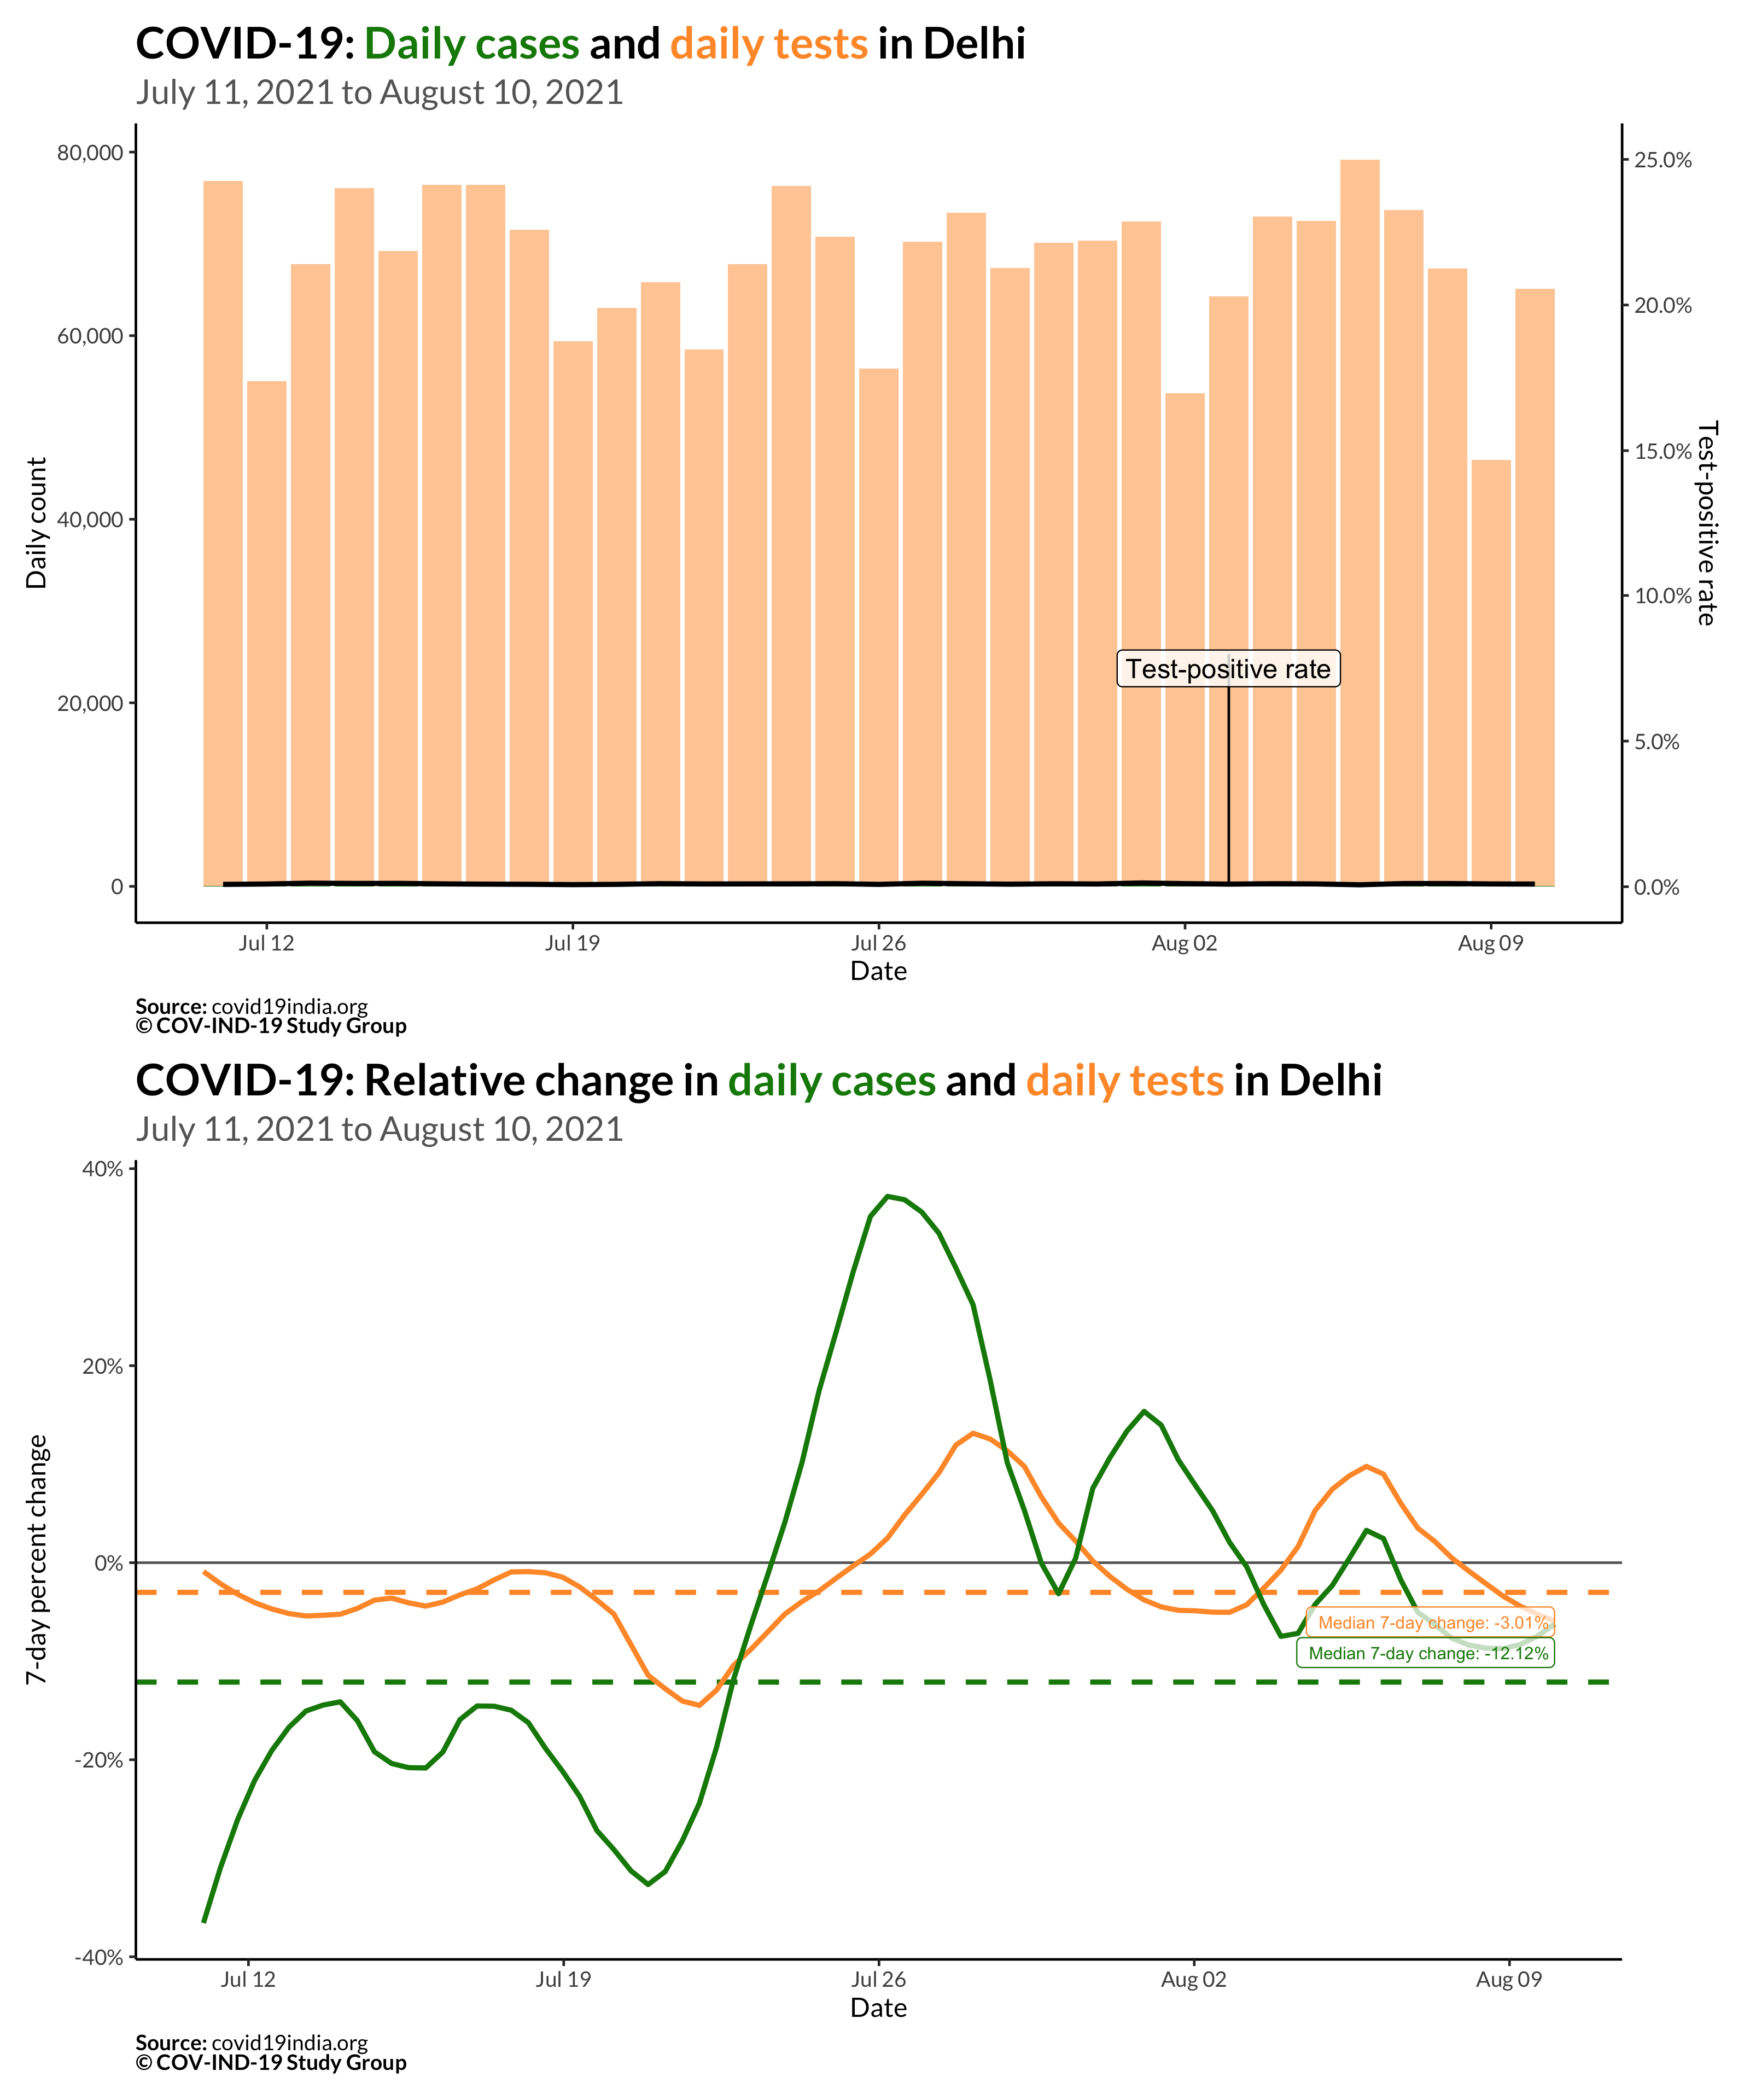 COVID-19: Daily cases and daily tests in Delhi
July 11, 2021 to August 10, 2021
80,000
60,000
40,000
20,000
0
Daily count
25.0%
20.0%
15.0%
10.0%
5.0%
0.0%
Test-positive rate
Test-positive rate
Jul 12
Jul 19
Jul 26
Aug 02
Aug 09
Date
Source: covid19india.org
© COV-IND-19 Study Group
COVID-19: Relative change in daily cases and daily tests in Delhi
July 11, 2021 to August 10, 2021
40%
20%
0%
-20%
-40%
7-day percent change
Median 7-day change: -3.01%
Median 7-day change: -12.12%
Jul 12
Jul 19
Jul 26
Aug 02
Aug 09
Date
Source: covid19india.org
© COV-IND-19 Study Group